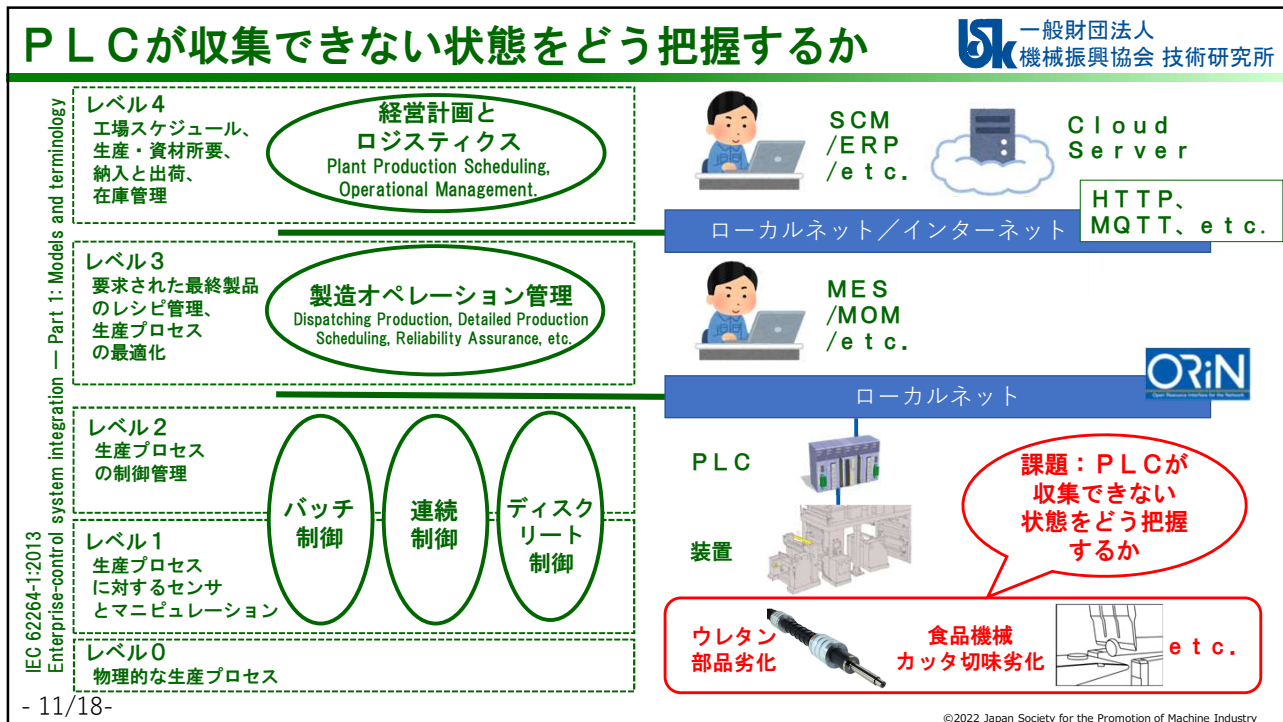 ＰＬＣが収集できない状態をどう把握するか
一般財団法人
機械振興協会 技術研究所
IEC 62264-1:2013
Enterprise-control system integration — Part 1: Models and terminology
レベル４
工場スケジュール、
生産・資材所要、
納入と出荷、
在庫管理
経営計画と
ロジスティクス
Plant Production Scheduling,
Operational Management.
SCM
/ERP
/etc.
Ｃｌｏｕｄ
Ｓｅｒｖｅｒ
ＨＴＴＰ、
ＭＱＴＴ、ｅｔｃ.
ローカルネット／インターネット
レベル３
要求された最終製品
のレシピ管理、
生産プロセス
の最適化
製造オペレーション管理
Dispatching Production, Detailed Production
Scheduling, Reliability Assurance, etc.
MES
/MOM
/etc.
ローカルネット
ORiN
Open Resource interface for the Network
レベル２
生産プロセス
の制御管理
レベル１
生産プロセス
に対するセンサ
とマニピュレーション
バッチ
制御
連続
制御
ディスク
リート
制御
ＰＬＣ
装置
課題：ＰＬＣが
収集できない
状態をどう把握
するか
レベル０
物理的な生産プロセス
ウレタン
部品劣化
食品機械
カッタ切味劣化
ｅｔｃ．
- 11/18-
©2022 Japan Society for the Promotion of Machine Industry